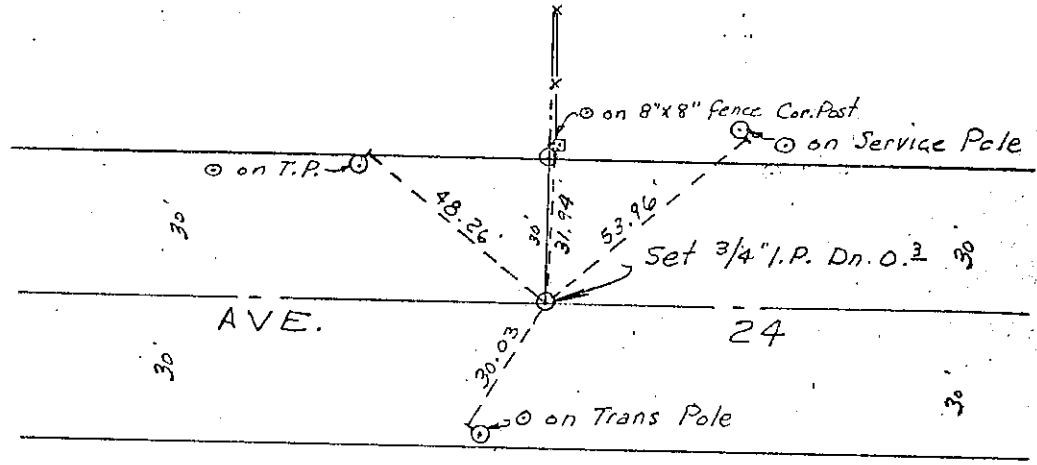 ⊙ on 8"x8" fence Cor. Post
⊙ on Service Pole
⊙ on T.P.
48.26'
30'
31.94'
53.96'
30'
Set 3/4" I.P. Dn. 0.3
30'
AVE.
24
30'
30.03
30'
⊙ on Trans Pole